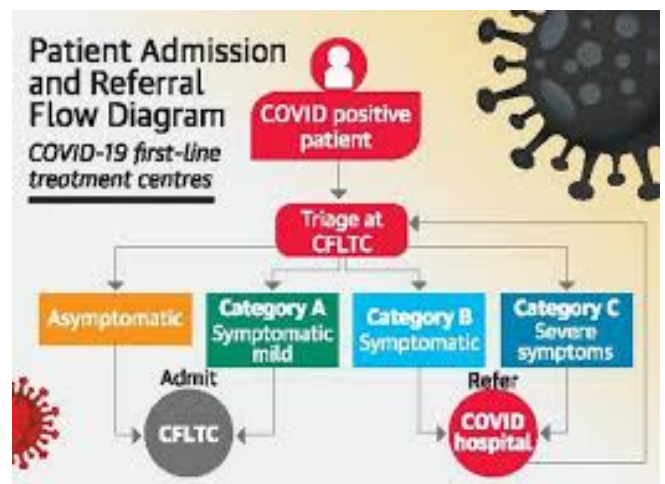 Patient Admission
and Referral
Flow Diagram
COVID-19 first-line
treatment centres
COVID positive
patient
Triage at
CFLTC
Asymptomatic
Category A
Symptomatic
mild
Category B
Symptomatic
Category C
Severe
symptoms
Admit
CFLTC
Refer
COVID
hospital